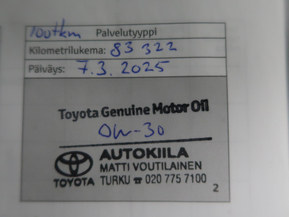 100tkm Palvelutyyppi
Kilometrilukema: 83 322
Päiväys: 7.3. 2025
Toyota Genuine Motor Oil
0W-30
AUTOKIILA
MATTI VOUTILAINEN
TOYOTA TURKU ☎ 020 775 7100
2